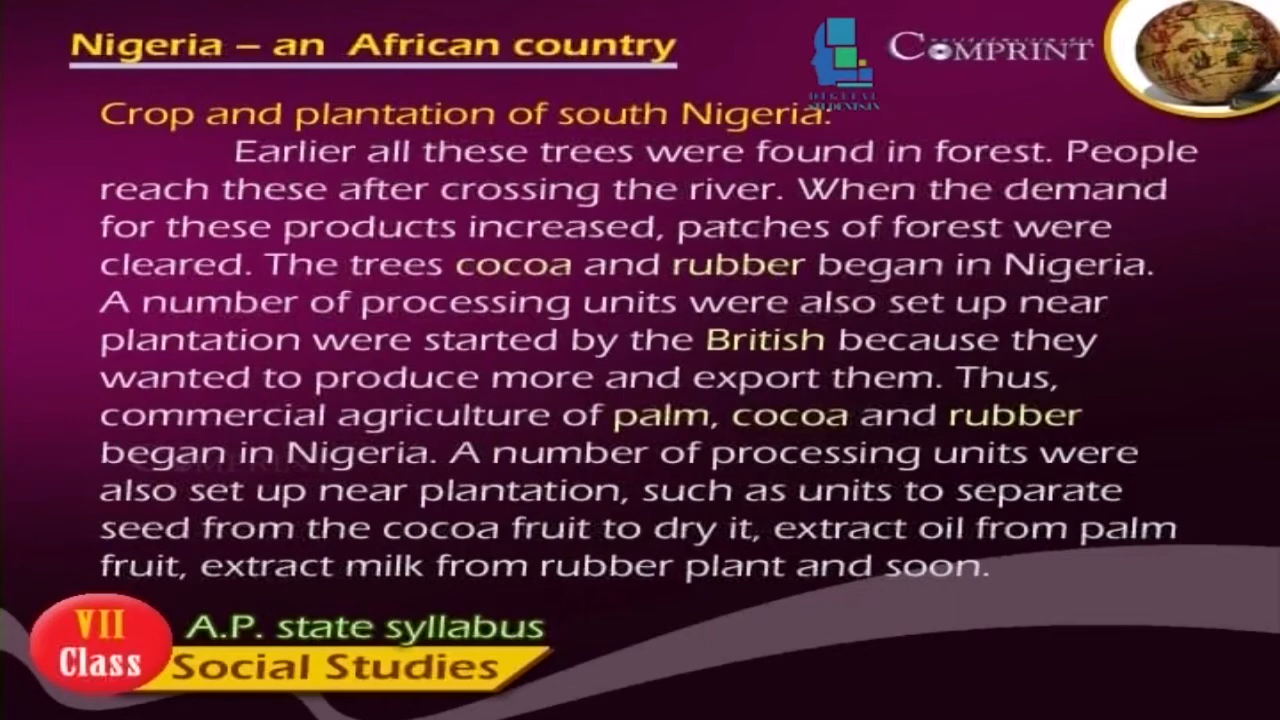 Nigeria – an African country
COMPRINT
Crop and plantation of south Nigeria:
Earlier all these trees were found in forest. People
reach these after crossing the river. When the demand
for these products increased, patches of forest were
cleared. The trees cocoa and rubber began in Nigeria.
A number of processing units were also set up near
plantation were started by the British because they
wanted to produce more and export them. Thus,
commercial agriculture of palm, cocoa and rubber
began in Nigeria. A number of processing units were
also set up near plantation, such as units to separate
seed from the cocoa fruit to dry it, extract oil from palm
fruit, extract milk from rubber plant and soon.
VII
Class
A.P. state syllabus
Social Studies